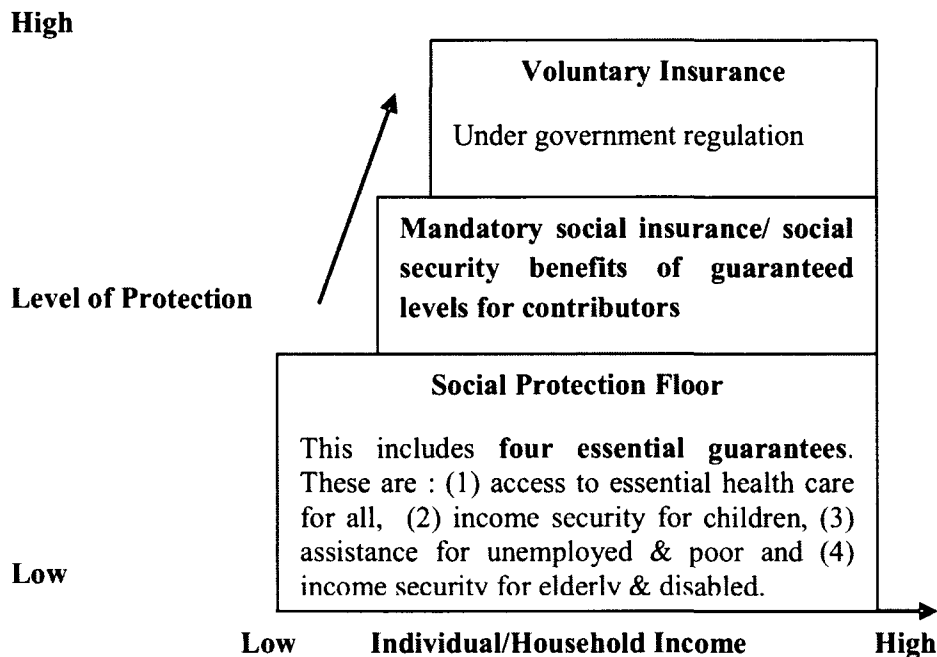 High
Voluntary Insurance
Under government regulation
Mandatory social insurance/ social
security benefits of guaranteed
levels for contributors
Level of Protection
Social Protection Floor
This includes four essential guarantees.
These are : (1) access to essential health care
for all, (2) income security for children, (3)
assistance for unemployed & poor and (4)
income security for elderly & disabled.
Low
Low Individual/Household Income High